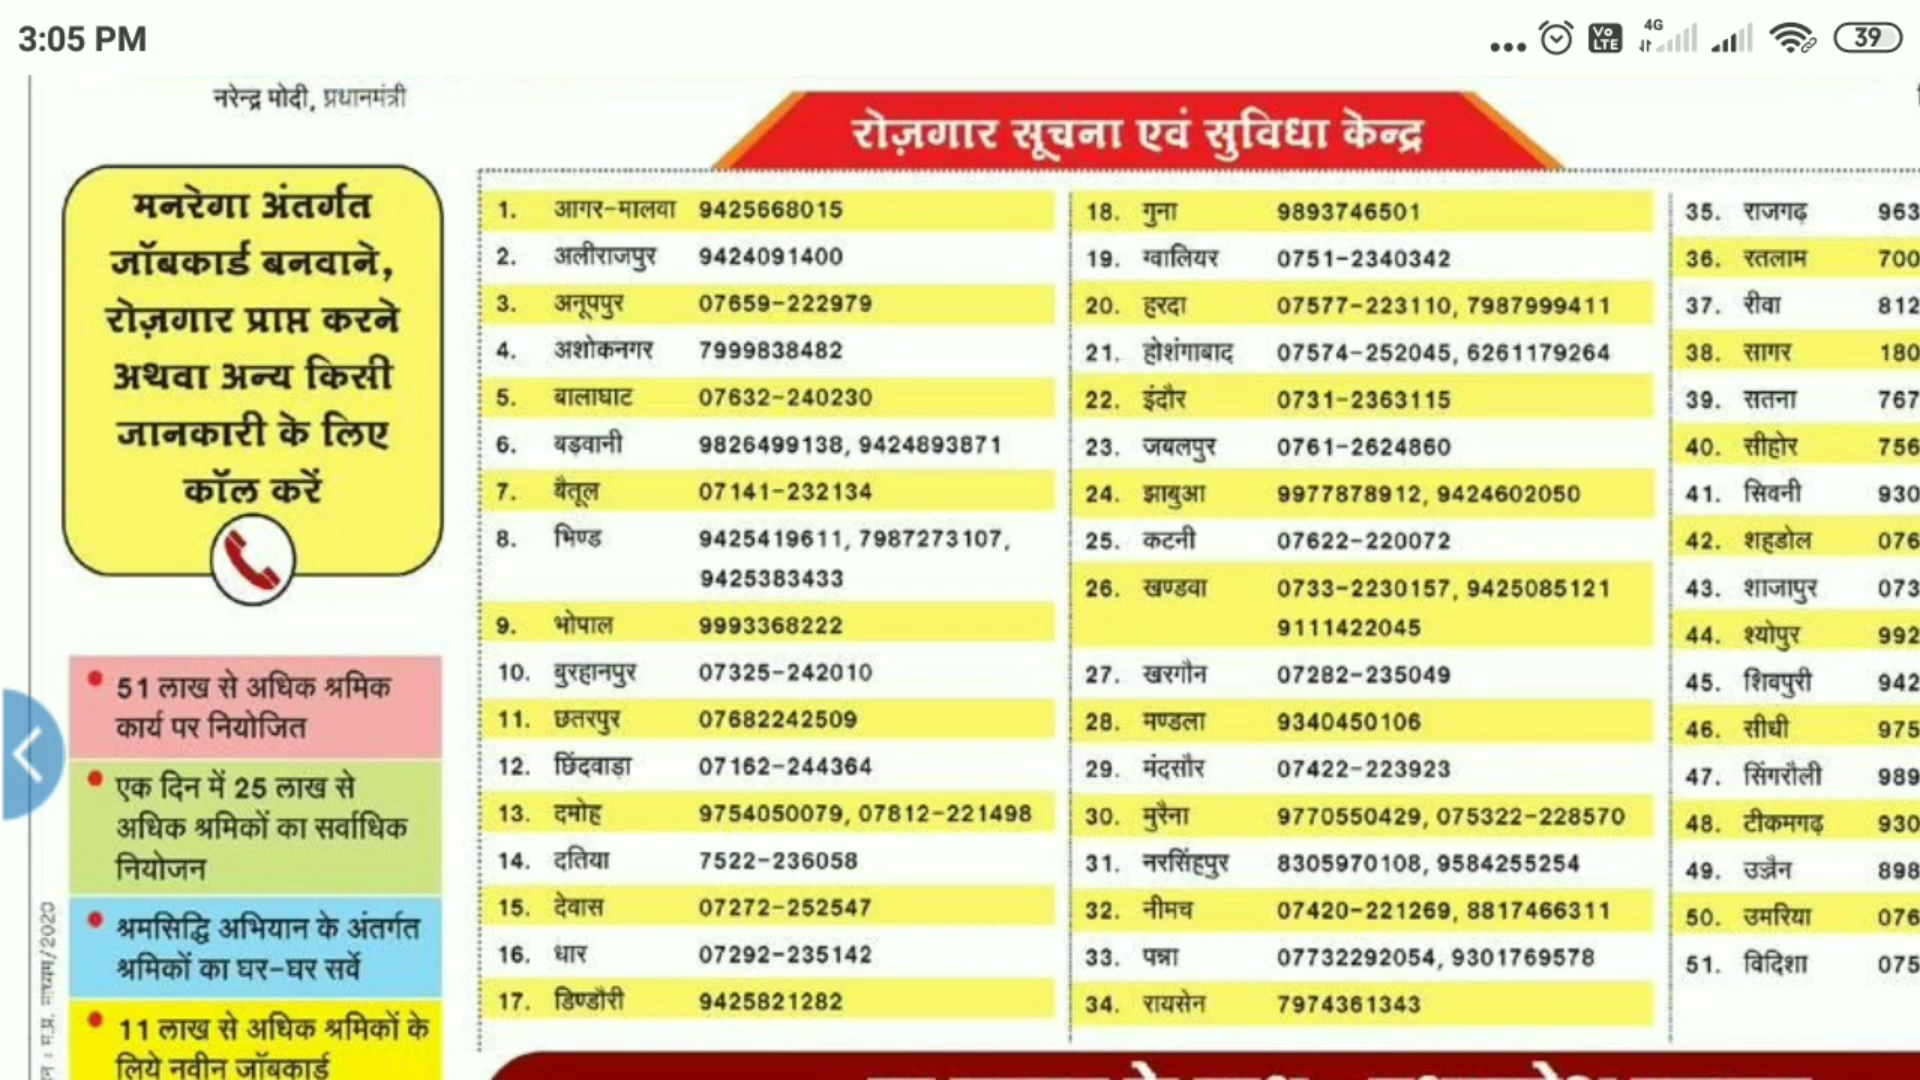 3:05 PM
4G
Vo LTE
39
नरेन्द्र मोदी, प्रधानमंत्री
रोज़गार सूचना एवं सुविधा केन्द्र
मनरेगा अंतर्गत
जॉबकार्ड बनवाने,
रोज़गार प्राप्त करने
अथवा अन्य किसी
जानकारी के लिए
कॉल करें
• 51 लाख से अधिक श्रमिक
कार्य पर नियोजित
• एक दिन में 25 लाख से
अधिक श्रमिकों का सर्वाधिक
नियोजन
• श्रमसिद्धि अभियान के अंतर्गत
श्रमिकों का घर-घर सर्वे
• 11 लाख से अधिक श्रमिकों के
लिये नवीन जॉबकार्ड
म.प्र. माध्यम/2020
1. आगर-मालवा 9425668015
2. अलीराजपुर 9424091400
3. अनूपपुर 07659-222979
4. अशोकनगर 7999838482
5. बालाघाट 07632-240230
6. बड़वानी 9826499138, 9424893871
7. बैतूल 07141-232134
8. भिण्ड 9425419611, 7987273107,
9425383433
9. भोपाल 9993368222
10. बुरहानपुर 07325-242010
11. छतरपुर 07682242509
12. छिंदवाड़ा 07162-244364
13. दमोह 9754050079, 07812-221498
14. दतिया 7522-236058
15. देवास 07272-252547
16. धार 07292-235142
17. डिण्डौरी 9425821282
18. गुना 9893746501
19. ग्वालियर 0751-2340342
20. हरदा 07577-223110, 7987999411
21. होशंगाबाद 07574-252045, 6261179264
22. इंदौर 0731-2363115
23. जबलपुर 0761-2624860
24. झाबुआ 9977878912, 9424602050
25. कटनी 07622-220072
26. खण्डवा 0733-2230157, 9425085121
9111422045
27. खरगौन 07282-235049
28. मण्डला 9340450106
29. मंदसौर 07422-223923
30. मुरैना 9770550429, 075322-228570
31. नरसिंहपुर 8305970108, 9584255254
32. नीमच 07420-221269, 8817466311
33. पन्ना 07732292054, 9301769578
34. रायसेन 7974361343
35. राजगढ़ 963
36. रतलाम 700
37. रीवा 812
38. सागर 180
39. सतना 767
40. सीहोर 756
41. सिवनी 930
42. शहडोल 076
43. शाजापुर 073
44. श्योपुर 992
45. शिवपुरी 942
46. सीधी 975
47. सिंगरौली 989
48. टीकमगढ़ 930
49. उज्जैन 898
50. उमरिया 076
51. विदिशा 075